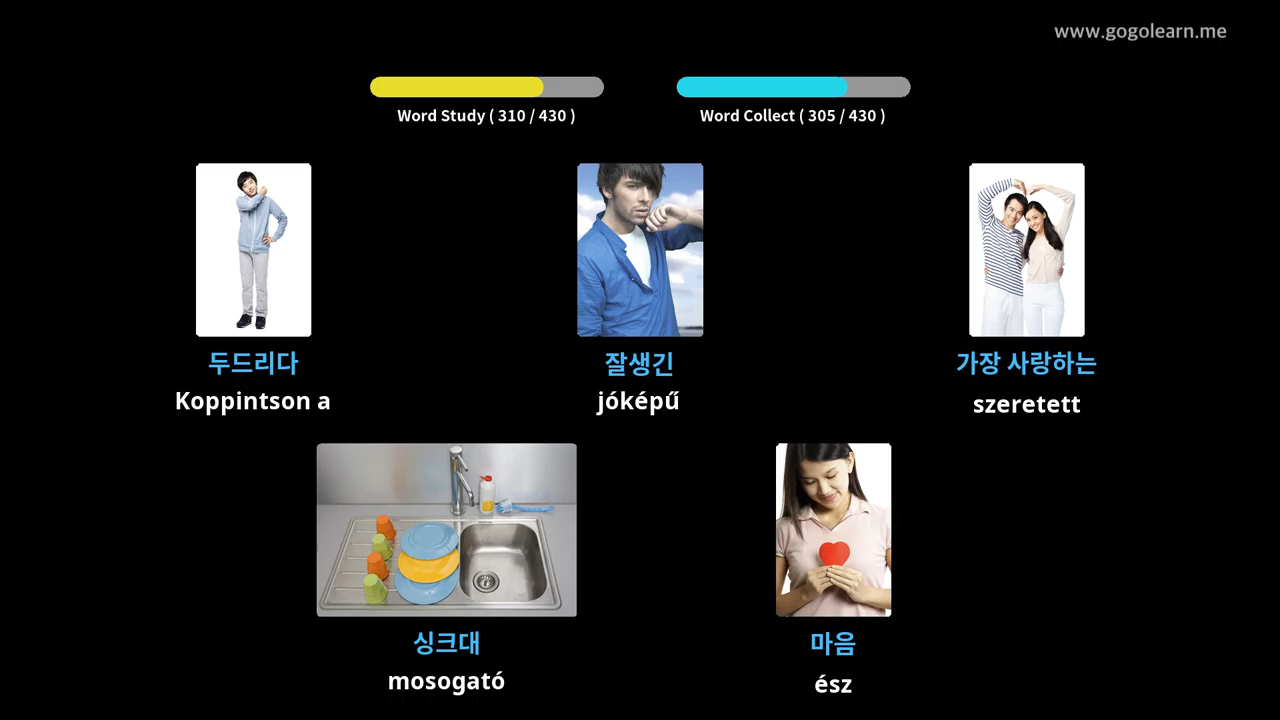 www.gogolearn.me
Word Study ( 310 / 430 )
Word Collect ( 305 / 430 )
두드리다
Koppintson a
잘생긴
jóképű
가장 사랑하는
szeretett
싱크대
mosogató
마음
ész